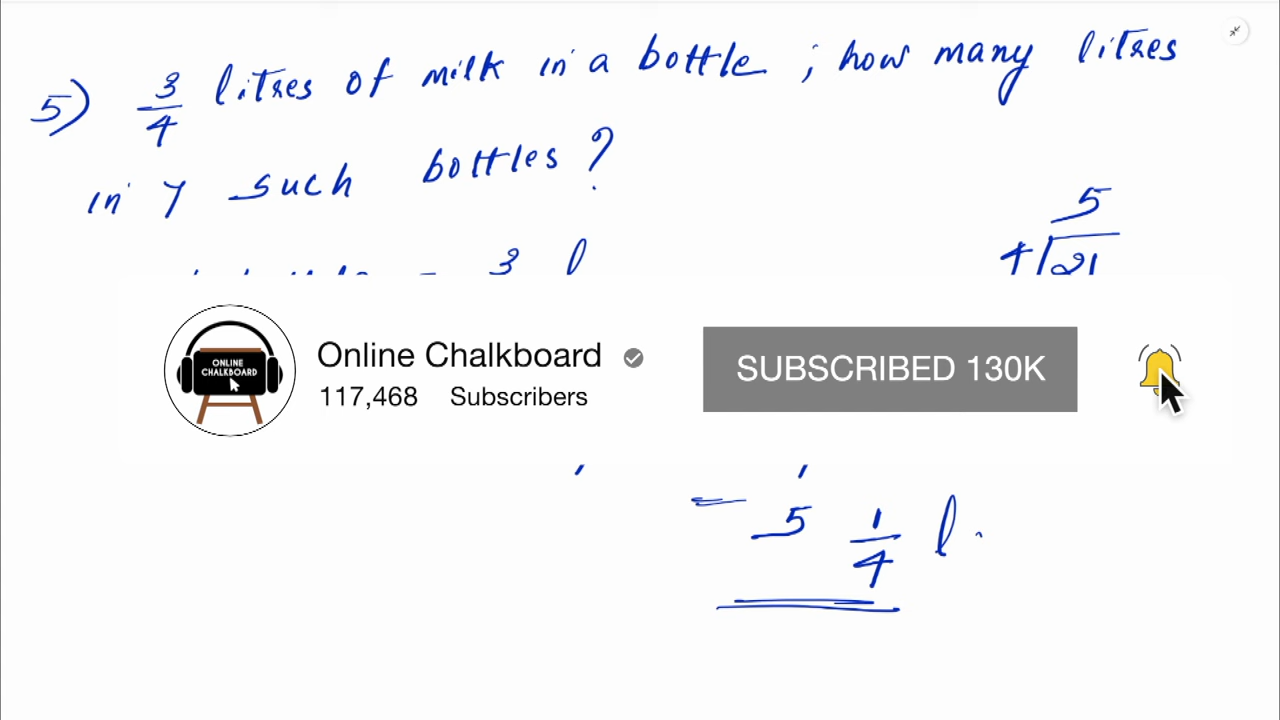 5) 3/4 litres of milk in a bottle ; how many litres
in 7 such bottles ?
5
3 l
4 21
ONLINE
CHALKBOARD
Online Chalkboard
117,468 Subscribers
SUBSCRIBED 130K
= 5 1/4 l.